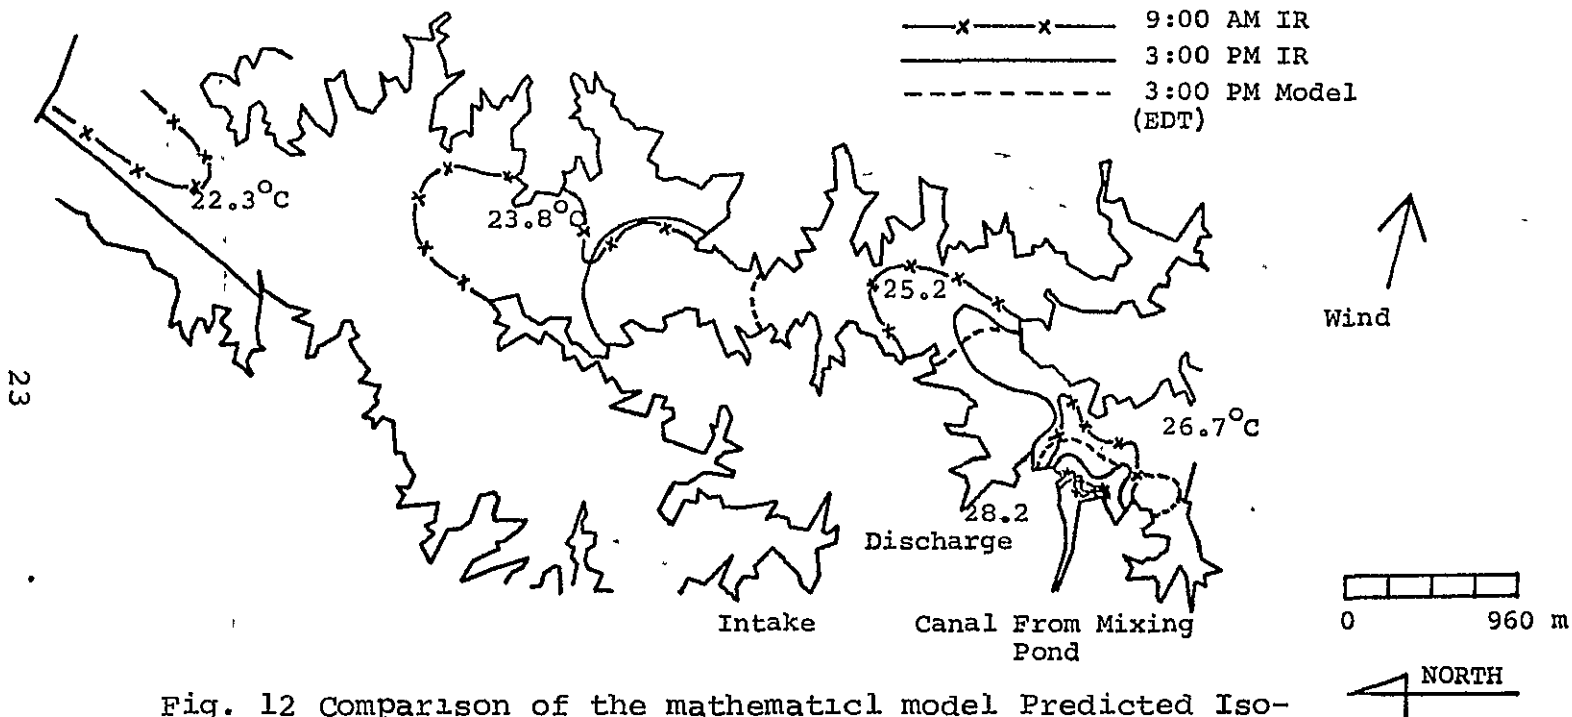 9:00 AM IR
3:00 PM IR
3:00 PM Model
(EDT)
22.3°C
23.8°C
25.2
Wind
26.7°C
28.2
Discharge
23
Intake
Canal From Mixing
Pond
0 960 m
NORTH
Fig. 12 Comparison of the mathematicl model Predicted Iso-